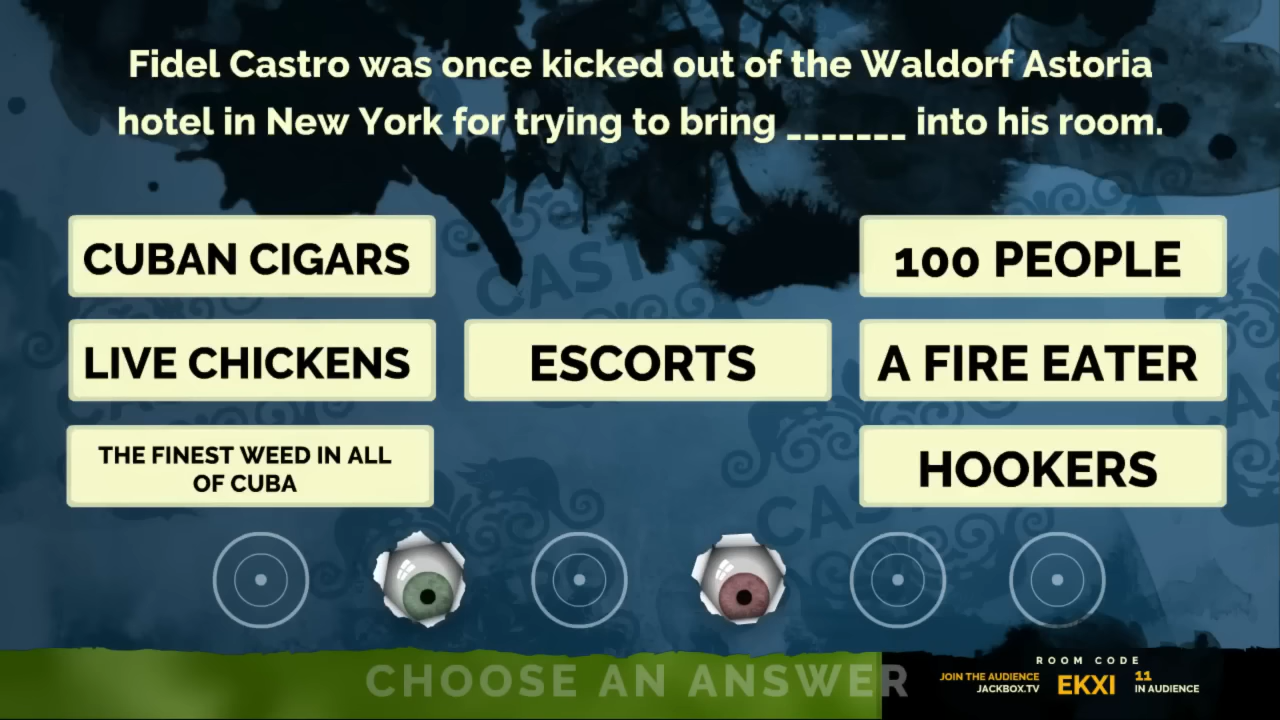 Fidel Castro was once kicked out of the Waldorf Astoria
hotel in New York for trying to bring _______ into his room.
CUBAN CIGARS
100 PEOPLE
LIVE CHICKENS
ESCORTS
A FIRE EATER
THE FINEST WEED IN ALL
OF CUBA
HOOKERS
CHOOSE AN ANSWER
ROOM CODE
JOIN THE AUDIENCE
JACKBOX.TV
EKXI
11
IN AUDIENCE